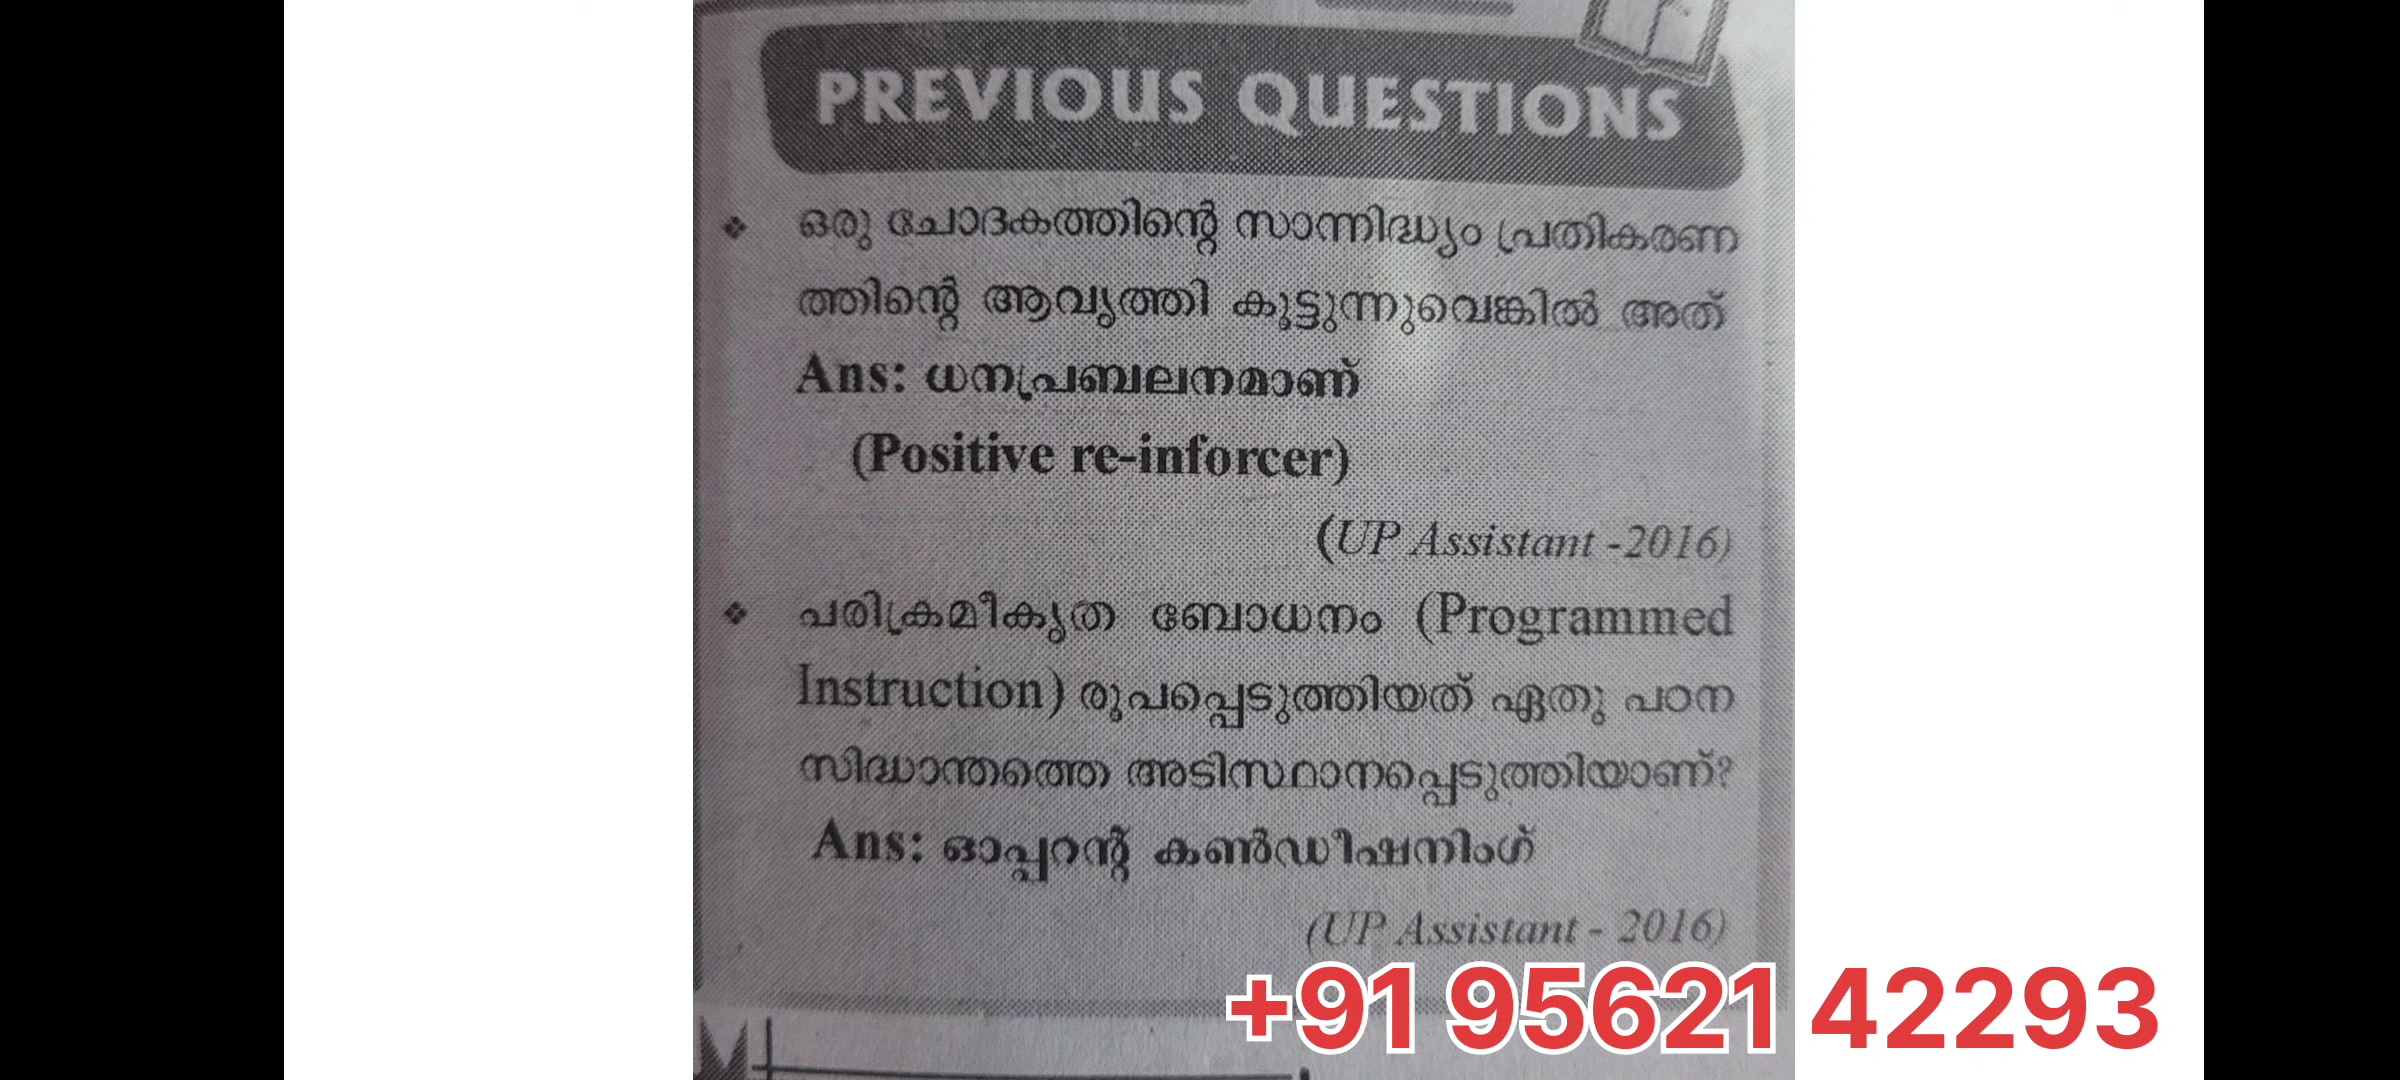 PREVIOUS QUESTIONS
❖ ഒരു ചോദകത്തിന്റെ സാന്നിദ്ധ്യം പ്രതികരണ
ത്തിന്റെ ആവൃത്തി കൂട്ടുന്നുവെങ്കിൽ അത്
Ans: ധനപ്രബലനമാണ്
(Positive re-inforcer)
(UP Assistant -2016)
❖ പരിക്രമീകൃത ബോധനം (Programmed
Instruction) രൂപപ്പെടുത്തിയത് ഏതു പഠന
സിദ്ധാന്തത്തെ അടിസ്ഥാനപ്പെടുത്തിയാണ്?
Ans: ഓപ്പറന്റ് കൺഡീഷനിംഗ്
(UP Assistant - 2016)
+91 95621 42293